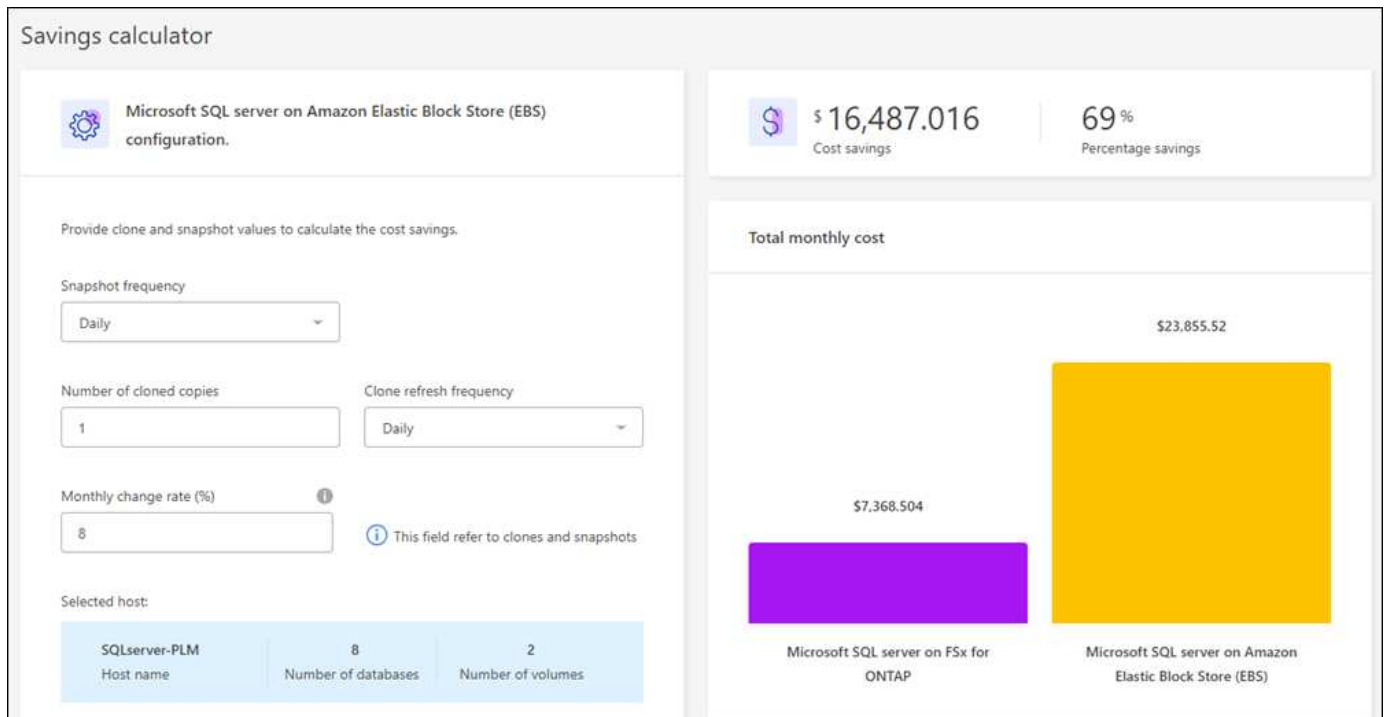 Savings calculator
Microsoft SQL server on Amazon Elastic Block Store (EBS)
configuration.
Provide clone and snapshot values to calculate the cost savings.
Snapshot frequency
Daily
Number of cloned copies
Clone refresh frequency
1
Daily
Monthly change rate (%)
8
This field refer to clones and snapshots
Selected host:
SQLserver-PLM
8
2
Host name
Number of databases
Number of volumes
$ 16,487.016
69 %
Cost savings
Percentage savings
Total monthly cost
$23,855.52
$7,368.504
Microsoft SQL server on FSx for
ONTAP
Microsoft SQL server on Amazon
Elastic Block Store (EBS)